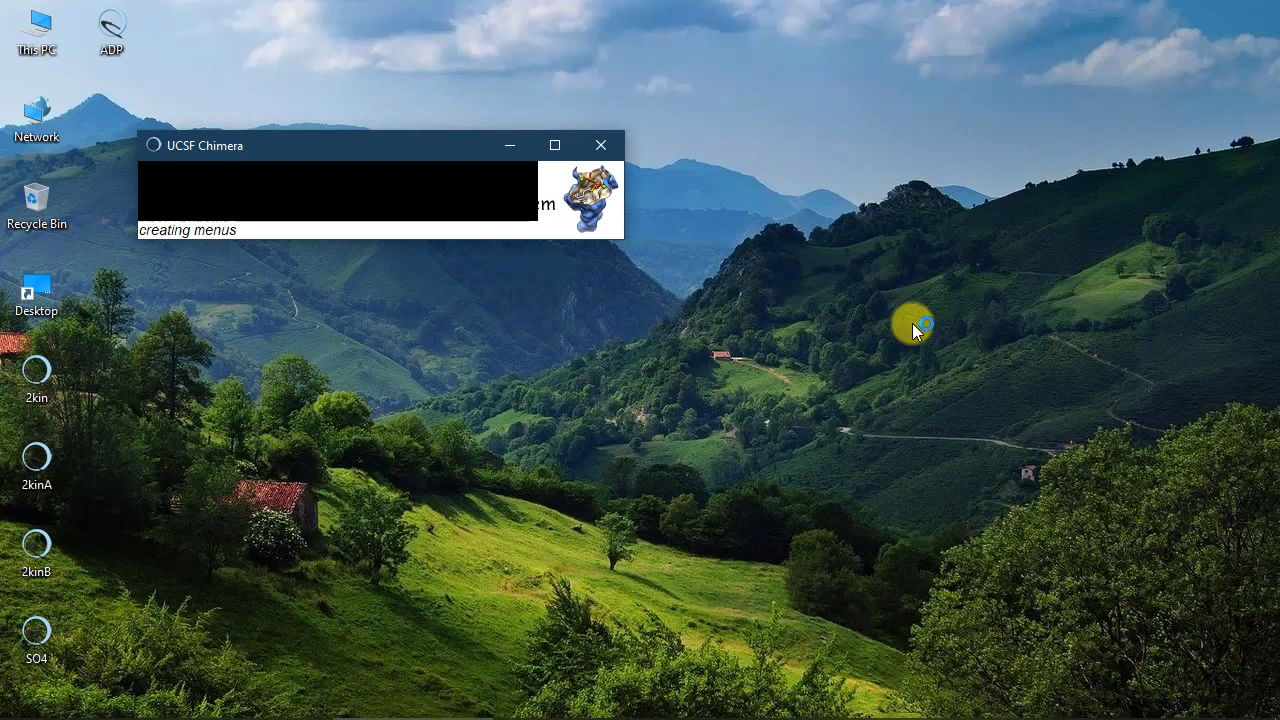 This PC
ADP
Network
Recycle Bin
Desktop
2kin
2kinA
2kinB
SO4
UCSF Chimera
creating menus